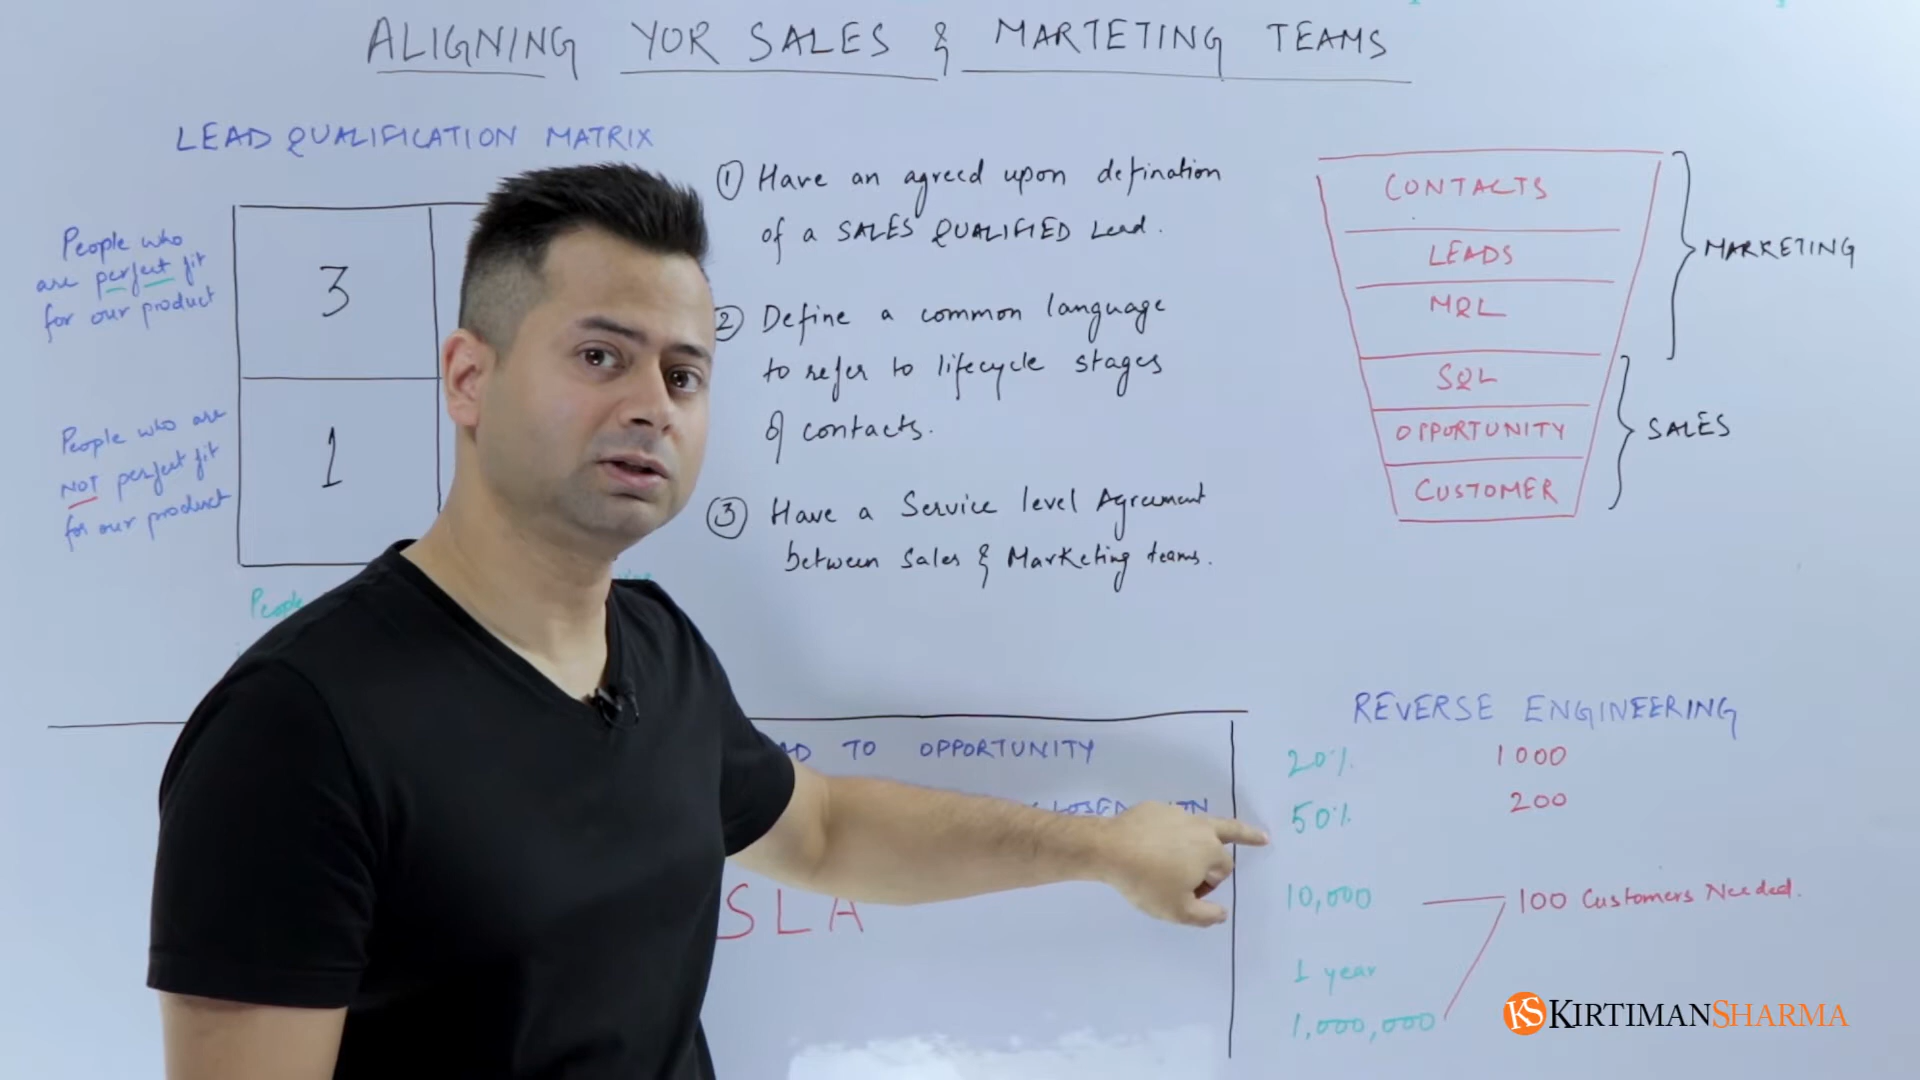 ALIGNING YOR SALES & MARTETING TEAMS
LEAD QUALIFICATION MATRIX
People who
are perfect fit
for our product
3
People who are
NOT perfect fit
for our product
1
People
① Have an agreed upon defination
of a SALES QUALIFIED Lead.
② Define a common language
to refer to lifecycle stages
of contacts.
③ Have a Service level Agreement
between Sales & Marketing teams.
CONTACTS
LEADS
MQL
SQL
OPPORTUNITY
CUSTOMER
MARKETING
SALES
TO OPPORTUNITY
SLA
REVERSE ENGINEERING
20% 1000
50% 200
10,000 100 Customers Needed.
1 year
1,000,000
KS KIRTIMANSHARMA